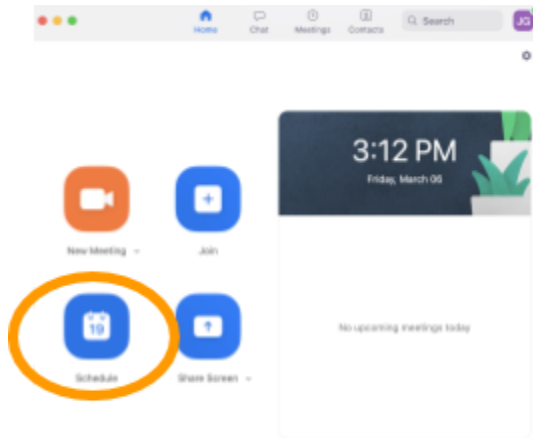 Home Chat Meetings Contacts Search JG
3:12 PM
Friday, March 06
New Meeting Join
19
Schedule Share Screen
No upcoming meetings today